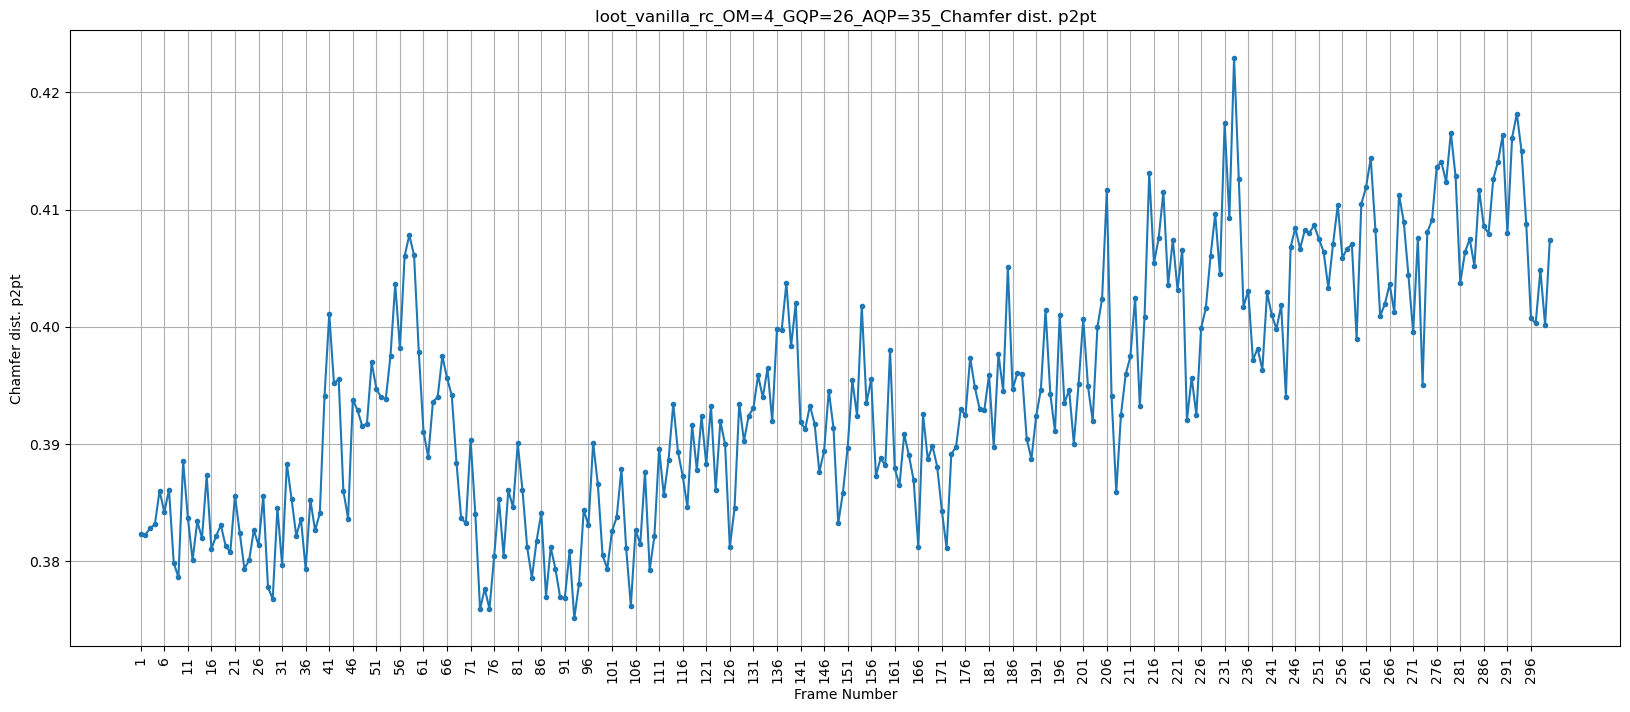 loot_vanilla_rc_OM=4_GQP=26_AQP=35_Chamfer dist. p2pt
Chamfer dist. p2pt
0.42
0.41
0.40
0.39
0.38
1 6 11 16 21 26 31 36 41 46 51 56 61 66 71 76 81 86 91 96 101 106 111 116 121 126 131 136 141 146 151 156 161 166 171 176 181 186 191 196 201 206 211 216 221 226 231 236 241 246 251 256 261 266 271 276 281 286 291 296
Frame Number